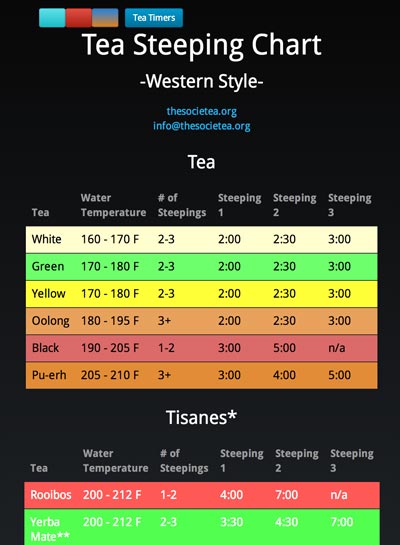 Tea Timers
Tea Steeping Chart
-Western Style-
thesocietea.org
info@thesocietea.org
Tea
Tea Water Temperature # of Steepings Steeping 1 Steeping 2 Steeping 3
White 160 - 170 F 2-3 2:00 2:30 3:00
Green 170 - 180 F 2-3 2:00 2:30 3:00
Yellow 170 - 180 F 2-3 2:00 2:30 3:00
Oolong 180 - 195 F 3+ 2:00 2:30 3:00
Black 190 - 205 F 1-2 3:00 5:00 n/a
Pu-erh 205 - 210 F 3+ 3:00 4:00 5:00
Tisanes*
Tea Water Temperature # of Steepings Steeping 1 Steeping 2 Steeping 3
Rooibos 200 - 212 F 1-2 4:00 7:00 n/a
Yerba Mate** 200 - 212 F 2-3 3:30 4:30 7:00